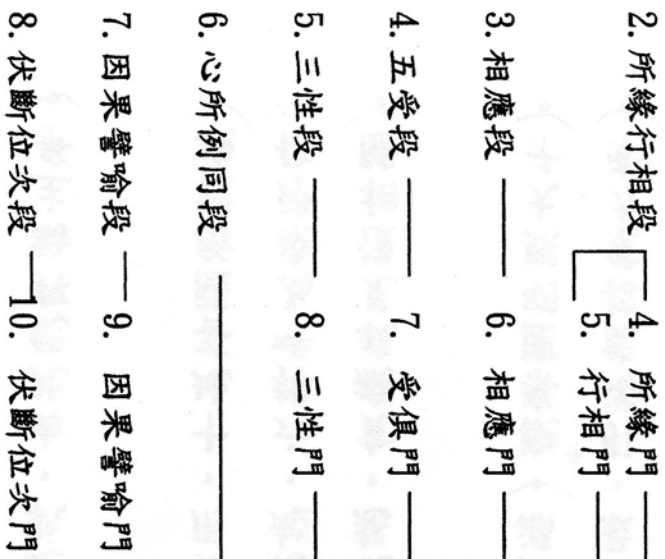 2. 所緣行相段
4. 所緣門
5. 行相門
3. 相應段
6. 相應門
4. 五受段
7. 受俱門
5. 三性段
8. 三性門
6. 心所例同段
7. 因果譬喻段
9. 因果譬喻門
8. 伏斷位次段
10. 伏斷位次門